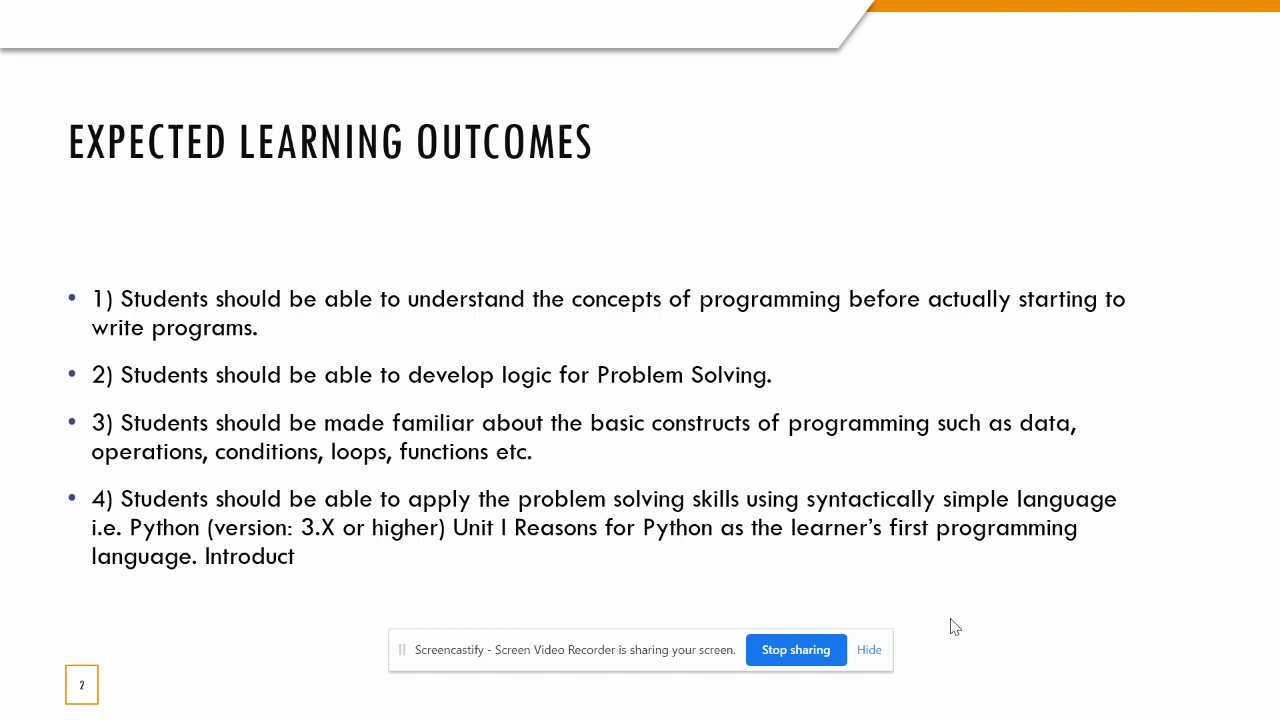 EXPECTED LEARNING OUTCOMES
• 1) Students should be able to understand the concepts of programming before actually starting to
write programs.
• 2) Students should be able to develop logic for Problem Solving.
• 3) Students should be made familiar about the basic constructs of programming such as data,
operations, conditions, loops, functions etc.
• 4) Students should be able to apply the problem solving skills using syntactically simple language
i.e. Python (version: 3.X or higher) Unit I Reasons for Python as the learner’s first programming
language. Introduct
Screencastify - Screen Video Recorder is sharing your screen. Stop sharing Hide
2